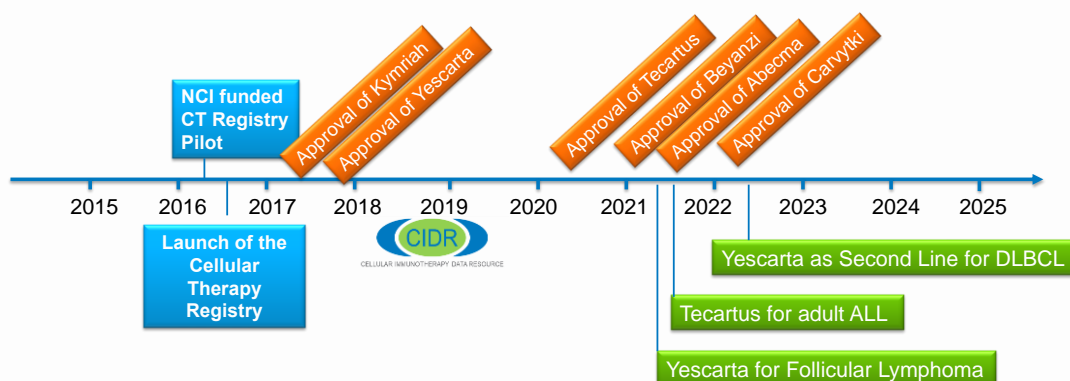 NCI funded
CT Registry
Pilot
Approval of Kymriah
Approval of Yescarta
Approval of Tecartus
Approval of Beyanzi
Approval of Abecma
Approval of Carvytki
2015 2016 2017 2018 2019 2020 2021 2022 2023 2024 2025
Launch of the
Cellular
Therapy
Registry
CIDR
CELLULAR IMMUNOTHERAPY DATA RESOURCE
Yescarta as Second Line for DLBCL
Tecartus for adult ALL
Yescarta for Follicular Lymphoma